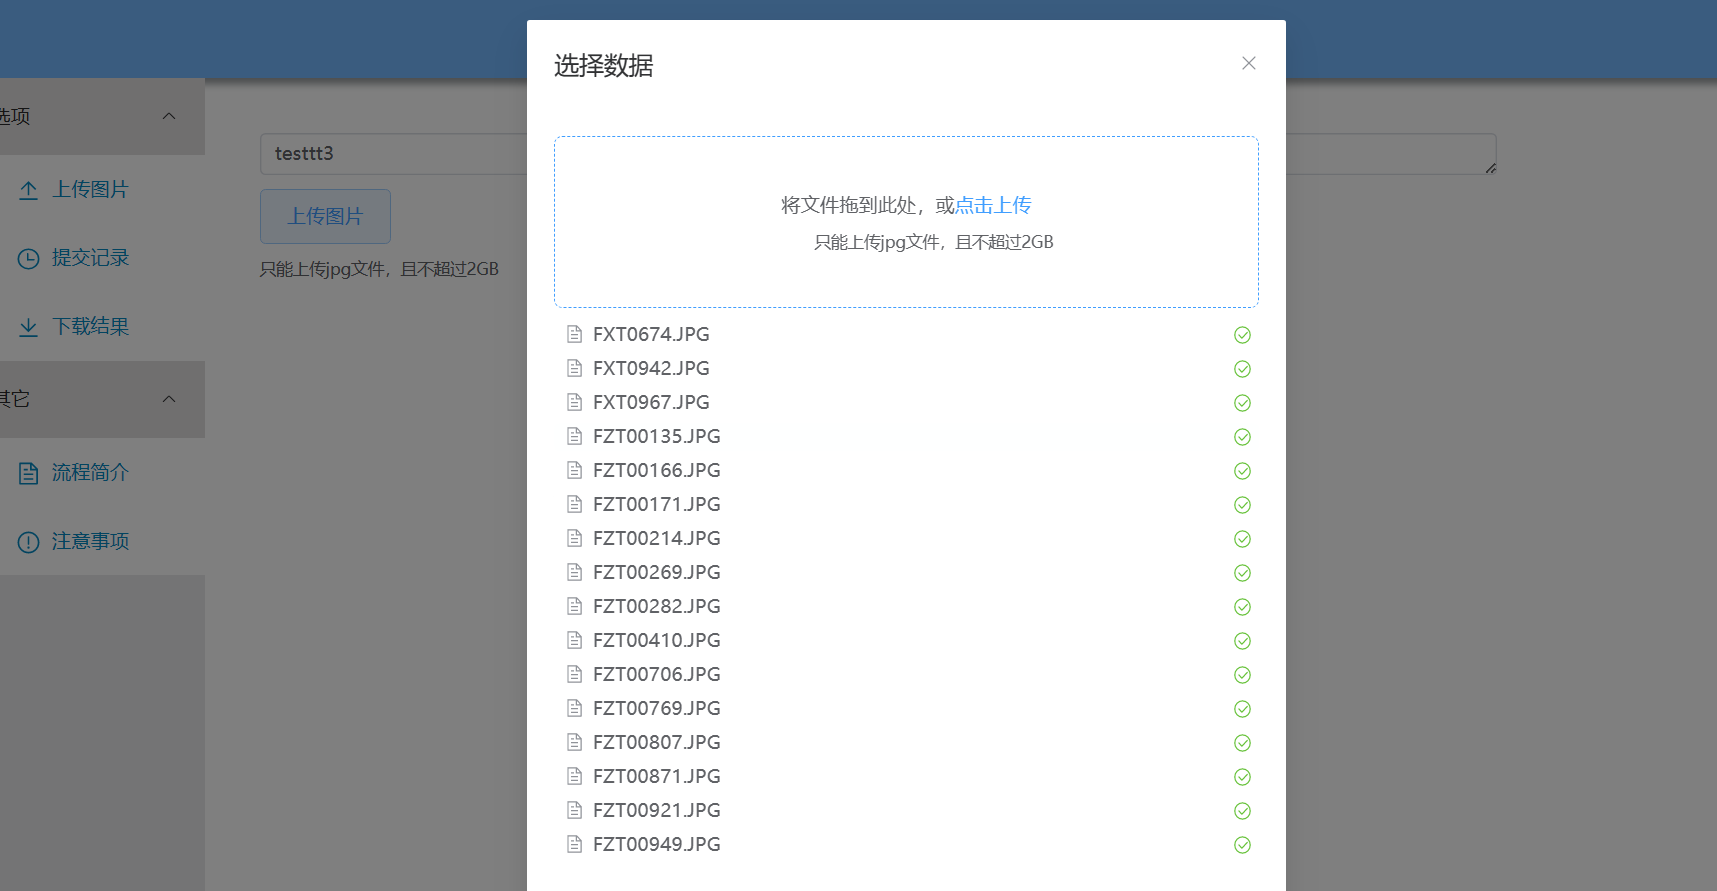 选择数据
选项
testtt3
上传图片
上传图片
将文件拖到此处，或点击上传
只能上传jpg文件，且不超过2GB
提交记录
只能上传jpg文件，且不超过2GB
下载结果
其它
流程简介
注意事项
FXT0674.JPG
FXT0942.JPG
FXT0967.JPG
FZT00135.JPG
FZT00166.JPG
FZT00171.JPG
FZT00214.JPG
FZT00269.JPG
FZT00282.JPG
FZT00410.JPG
FZT00706.JPG
FZT00769.JPG
FZT00807.JPG
FZT00871.JPG
FZT00921.JPG
FZT00949.JPG